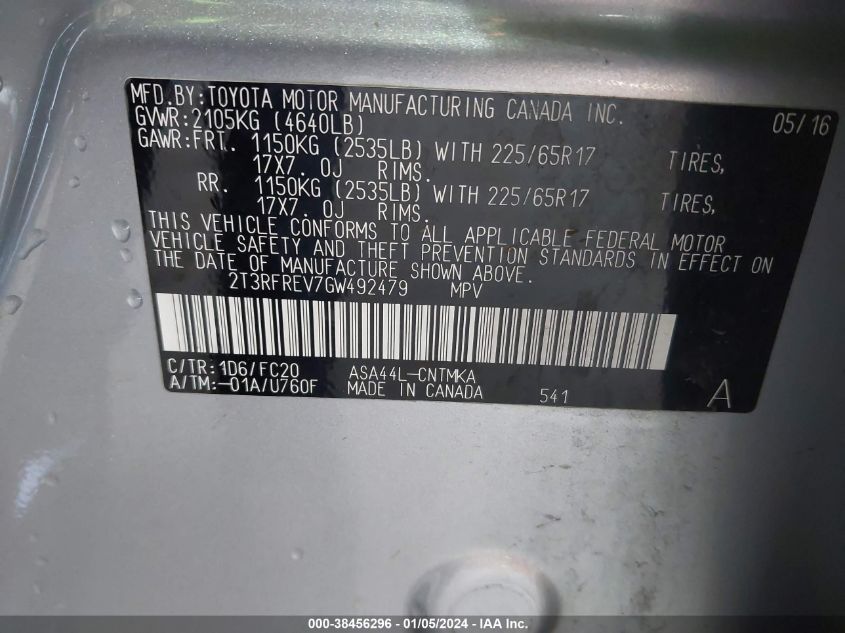 MFD.BY:TOYOTA MOTOR MANUFACTURING CANADA INC. 05/16
GVWR:2105KG (4640LB)
GAWR:FRT. 1150KG (2535LB) WITH 225/65R17 TIRES,
17X7.0J RIMS.
RR. 1150KG (2535LB) WITH 225/65R17 TIRES,
17X7.0J RIMS.
THIS VEHICLE CONFORMS TO ALL APPLICABLE FEDERAL MOTOR
VEHICLE SAFETY AND THEFT PREVENTION STANDARDS IN EFFECT ON
THE DATE OF MANUFACTURE SHOWN ABOVE.
2T3RFREV7GW492479 MPV
C/TR:1D6/FC20 ASA44L-CNTMKA
A/TM:-01A/U760F MADE IN CANADA 541 A
000-38456296 - 01/05/2024 - IAA Inc.